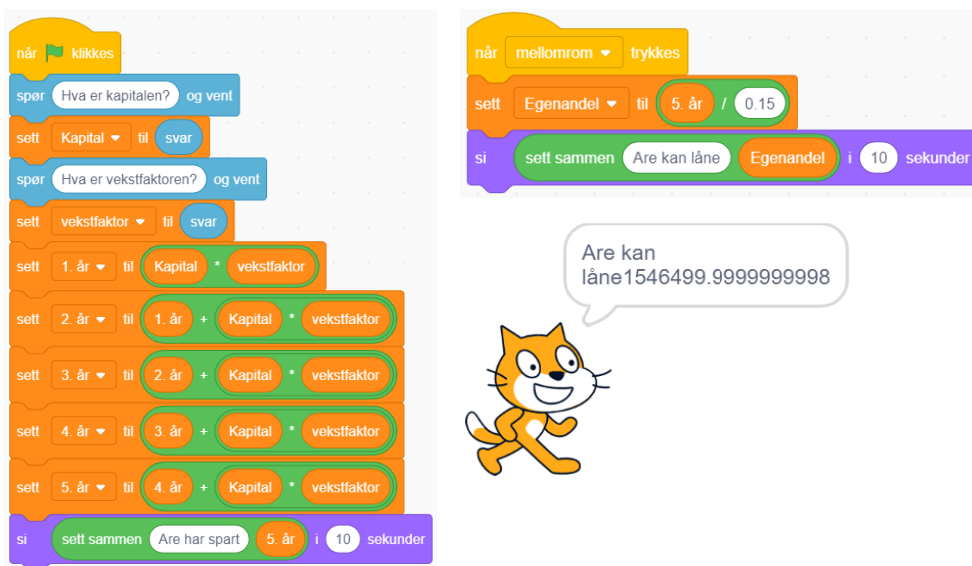 når klikkes
spør Hva er kapitalen? og vent
sett Kapital til svar
spør Hva er vekstfaktoren? og vent
sett vekstfaktor til svar
sett 1. år til Kapital * vekstfaktor
sett 2. år til 1. år + Kapital * vekstfaktor
sett 3. år til 2. år + Kapital * vekstfaktor
sett 4. år til 3. år + Kapital * vekstfaktor
sett 5. år til 4. år + Kapital * vekstfaktor
si sett sammen Are har spart 5. år i 10 sekunder
når mellomrom trykkes
sett Egenandel til 5. år / 0.15
si sett sammen Are kan låne Egenandel i 10 sekunder
Are kan
låne1546499.9999999998